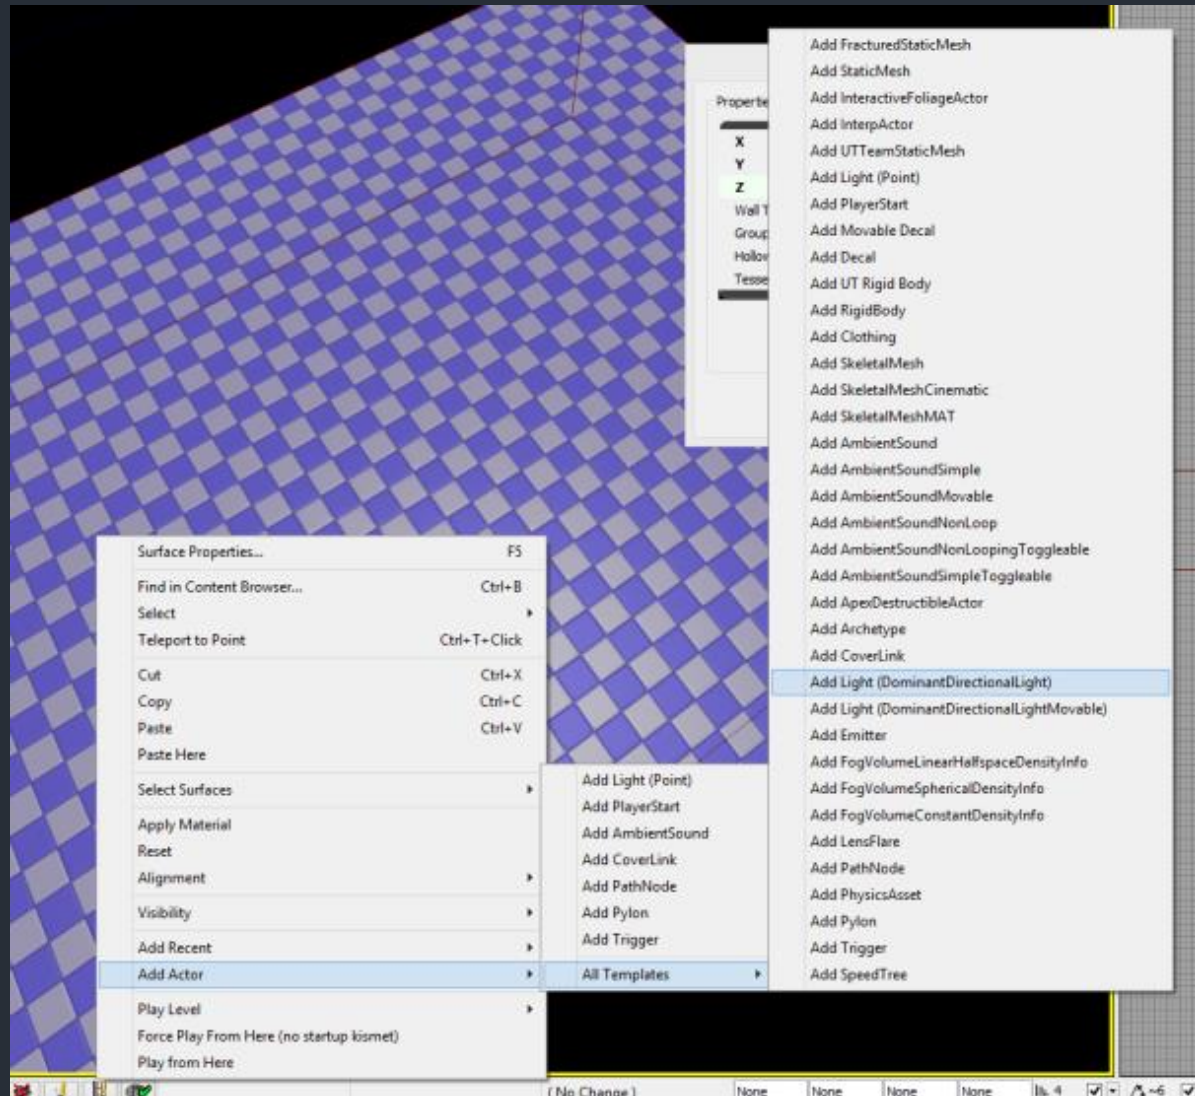 Properte
X
Y
Z
Wall T
Group
Hollow
Tesse
Surface Properties... F5
Find in Content Browser... Ctrl+B
Select
Teleport to Point Ctrl+T+Click
Cut Ctrl+X
Copy Ctrl+C
Paste Ctrl+V
Paste Here
Select Surfaces
Apply Material
Reset
Alignment
Visibility
Add Recent
Add Actor
Play Level
Force Play From Here (no startup kismet)
Play from Here
Add Light (Point)
Add PlayerStart
Add AmbientSound
Add CoverLink
Add PathNode
Add Pylon
Add Trigger
All Templates
Add FracturedStaticMesh
Add StaticMesh
Add InteractiveFoliageActor
Add InterpActor
Add UTTeamStaticMesh
Add Light (Point)
Add PlayerStart
Add Movable Decal
Add Decal
Add UT Rigid Body
Add RigidBody
Add Clothing
Add SkeletalMesh
Add SkeletalMeshCinematic
Add SkeletalMeshMAT
Add AmbientSound
Add AmbientSoundSimple
Add AmbientSoundMovable
Add AmbientSoundNonLoop
Add AmbientSoundNonLoopingToggleable
Add AmbientSoundSimpleToggleable
Add ApexDestructibleActor
Add Archetype
Add CoverLink
Add Light (DominantDirectionalLight)
Add Light (DominantDirectionalLightMovable)
Add Emitter
Add FogVolumeLinearHalfspaceDensityInfo
Add FogVolumeSphericalDensityInfo
Add FogVolumeConstantDensityInfo
Add LensFlare
Add PathNode
Add PhysicsAsset
Add Pylon
Add Trigger
Add SpeedTree
( No Change ) None None None None 4 ~6